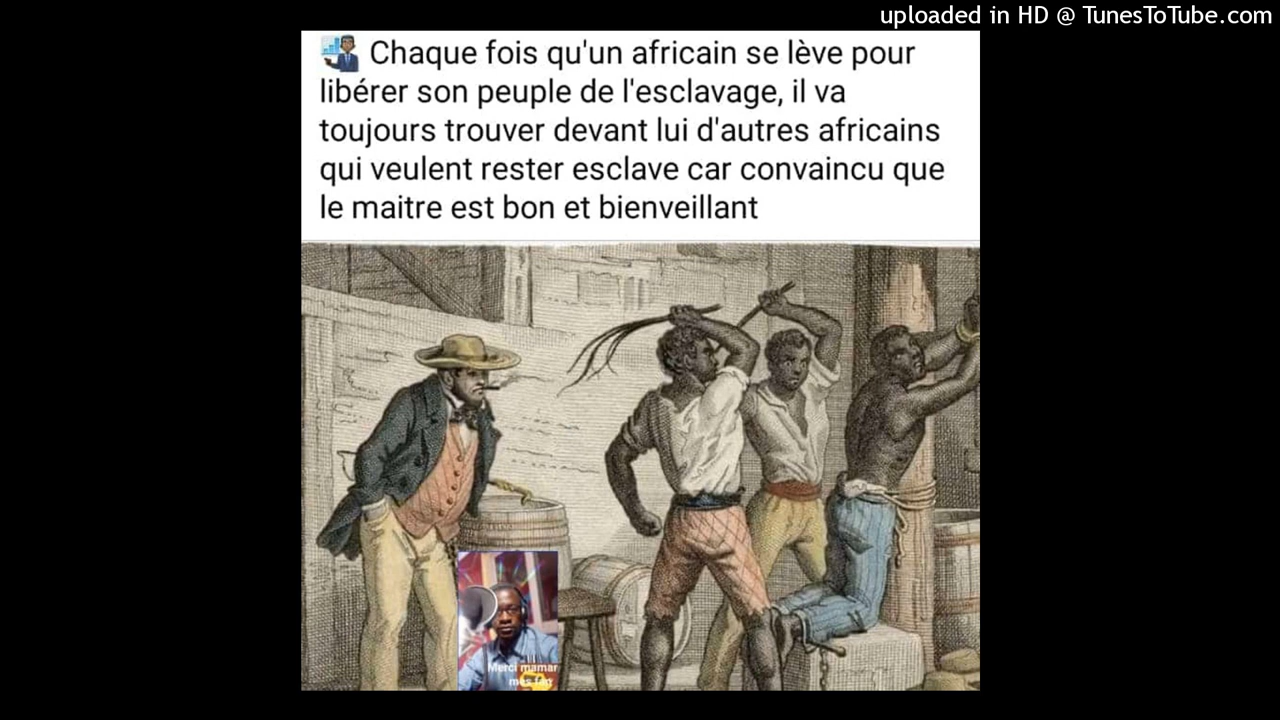 uploaded in HD @ TunesToTube.com
Chaque fois qu'un africain se lève pour
libérer son peuple de l'esclavage, il va
toujours trouver devant lui d'autres africains
qui veulent rester esclave car convaincu que
le maitre est bon et bienveillant
Merci mamar
mes fan